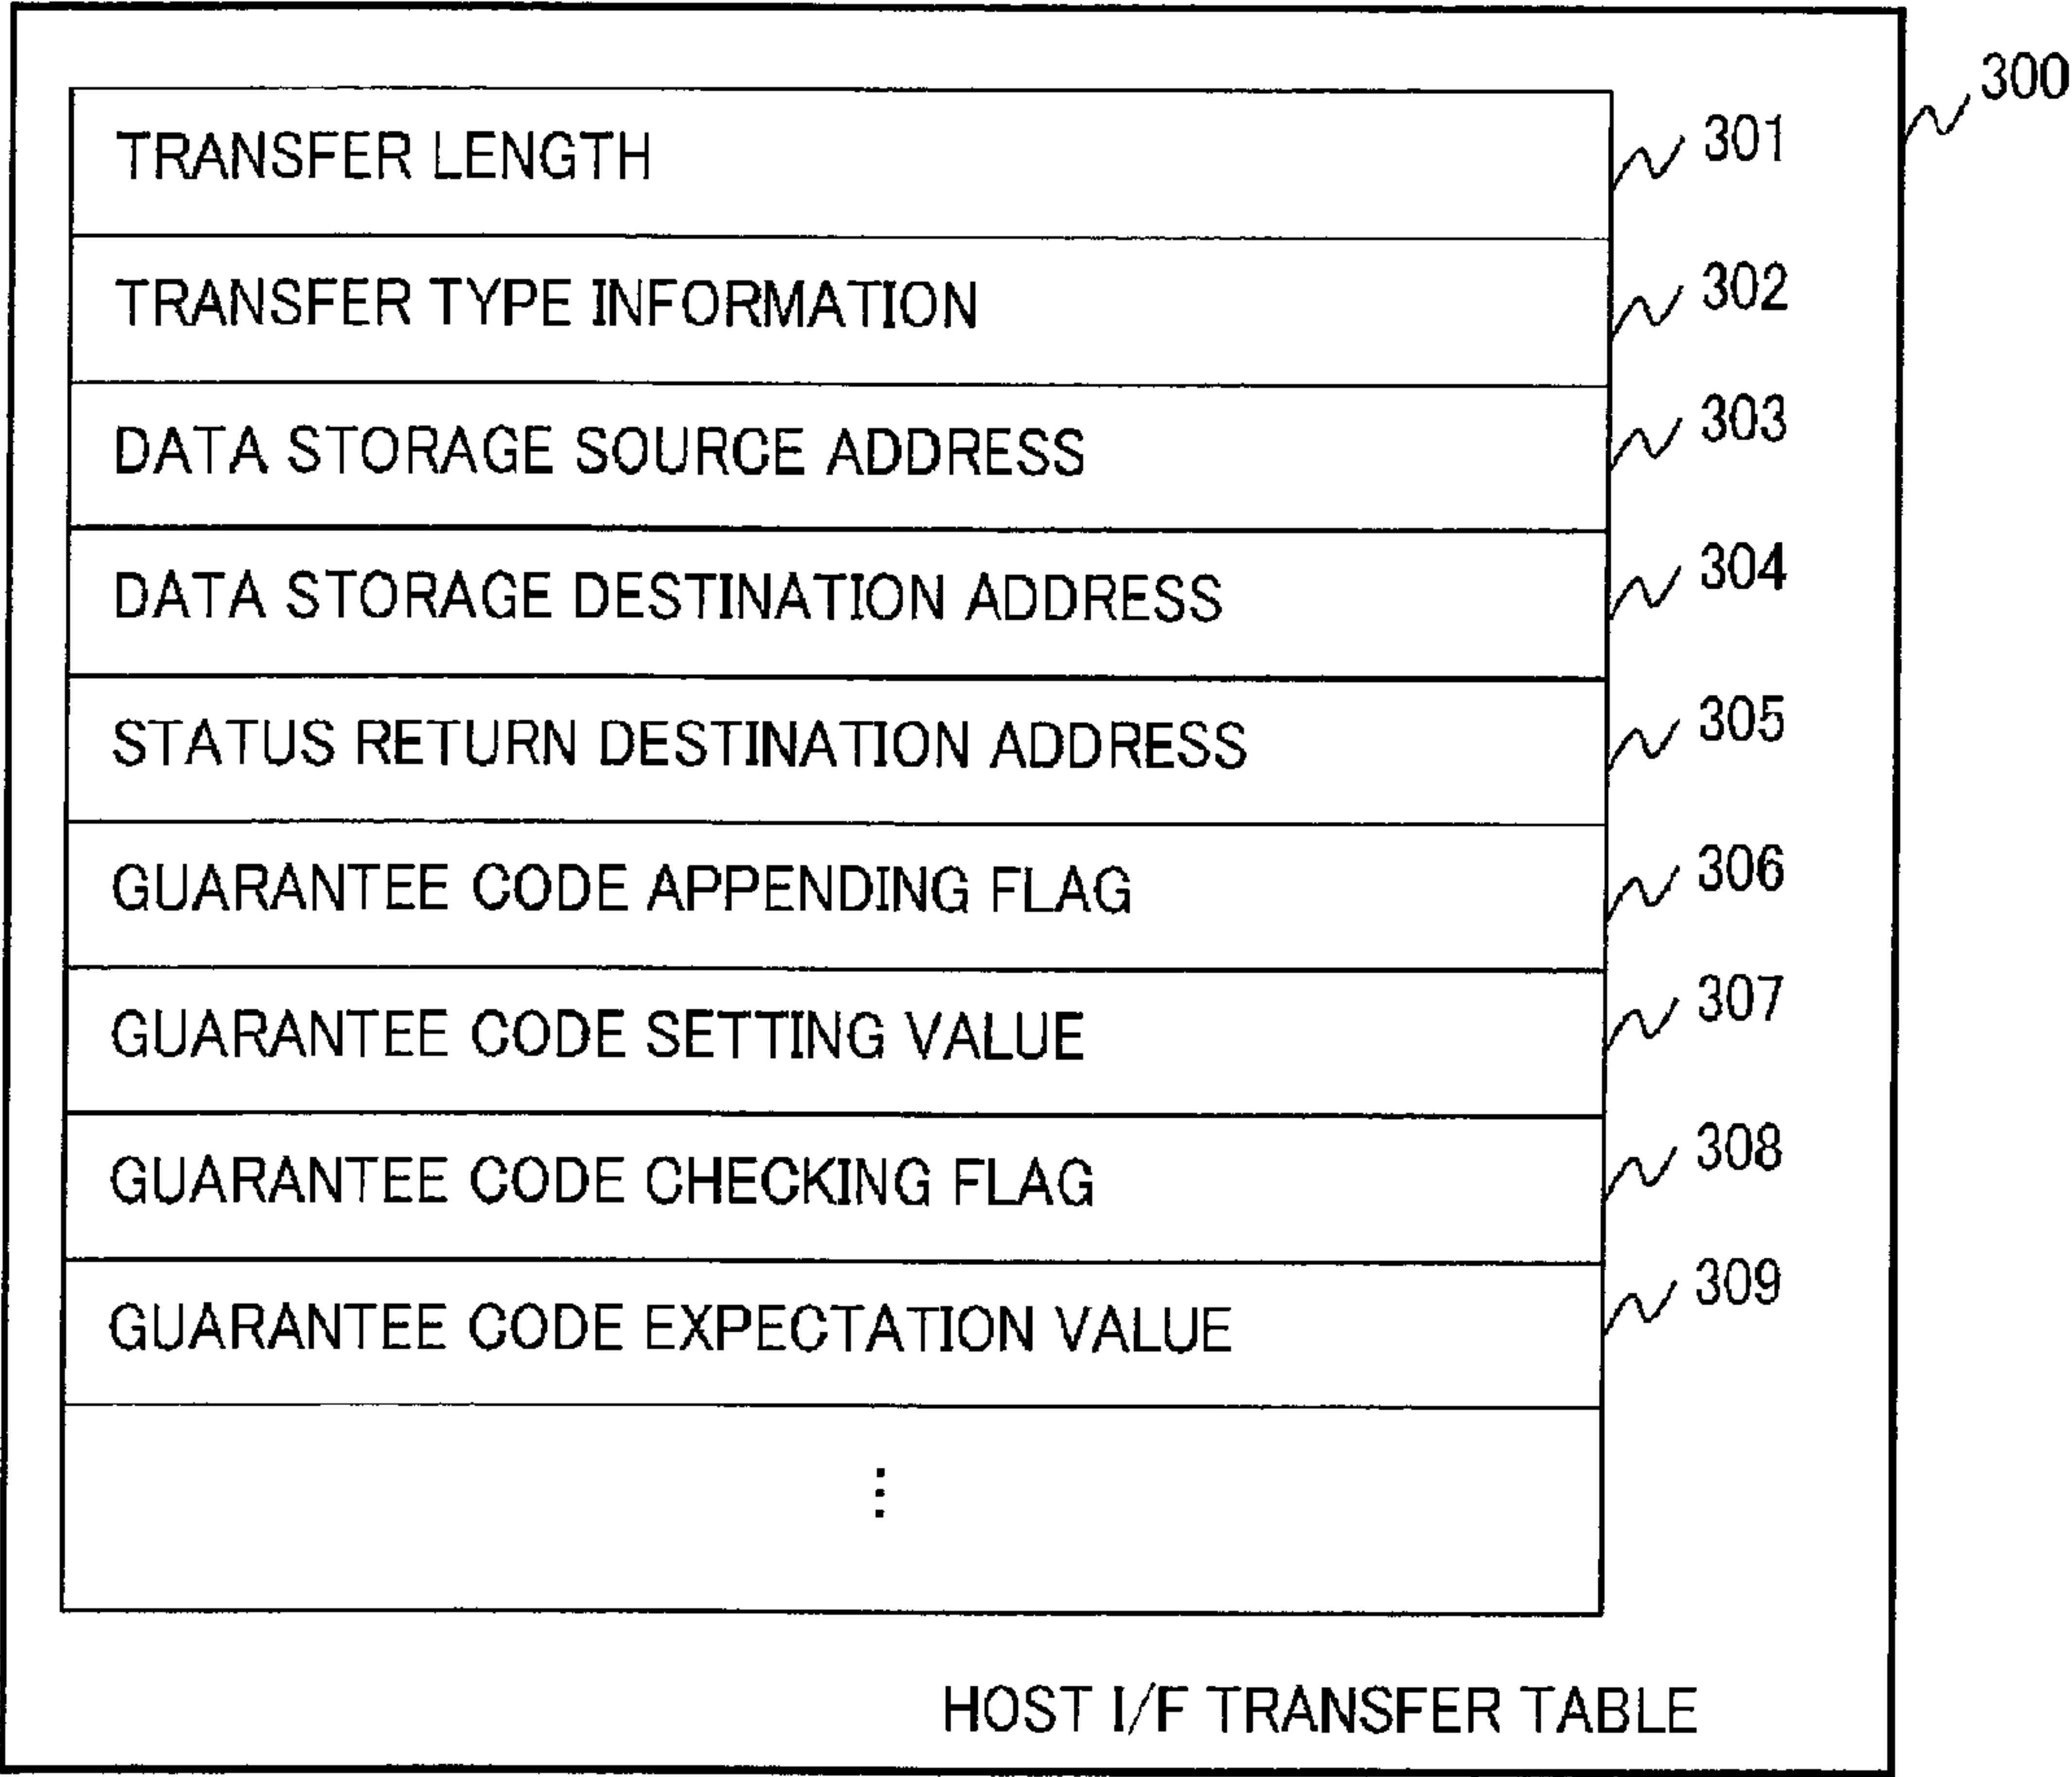 300
TRANSFER LENGTH 301
TRANSFER TYPE INFORMATION 302
DATA STORAGE SOURCE ADDRESS 303
DATA STORAGE DESTINATION ADDRESS 304
STATUS RETURN DESTINATION ADDRESS 305
GUARANTEE CODE APPENDING FLAG 306
GUARANTEE CODE SETTING VALUE 307
GUARANTEE CODE CHECKING FLAG 308
GUARANTEE CODE EXPECTATION VALUE 309
⋮
HOST I/F TRANSFER TABLE